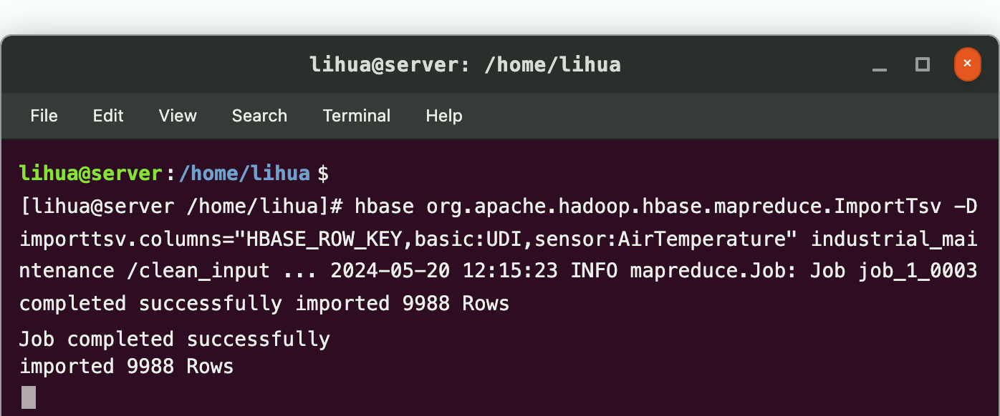 lihua@server: /home/lihua
×
File Edit View Search Terminal Help
lihua@server:/home/lihua $
[lihua@server /home/lihua]# hbase org.apache.hadoop.hbase.mapreduce.ImportTsv -D
importtsv.columns="HBASE_ROW_KEY,basic:UDI,sensor:AirTemperature" industrial_mai
ntenance /clean_input ... 2024-05-20 12:15:23 INFO mapreduce.Job: Job job_1_0003
completed successfully imported 9988 Rows
Job completed successfully
imported 9988 Rows